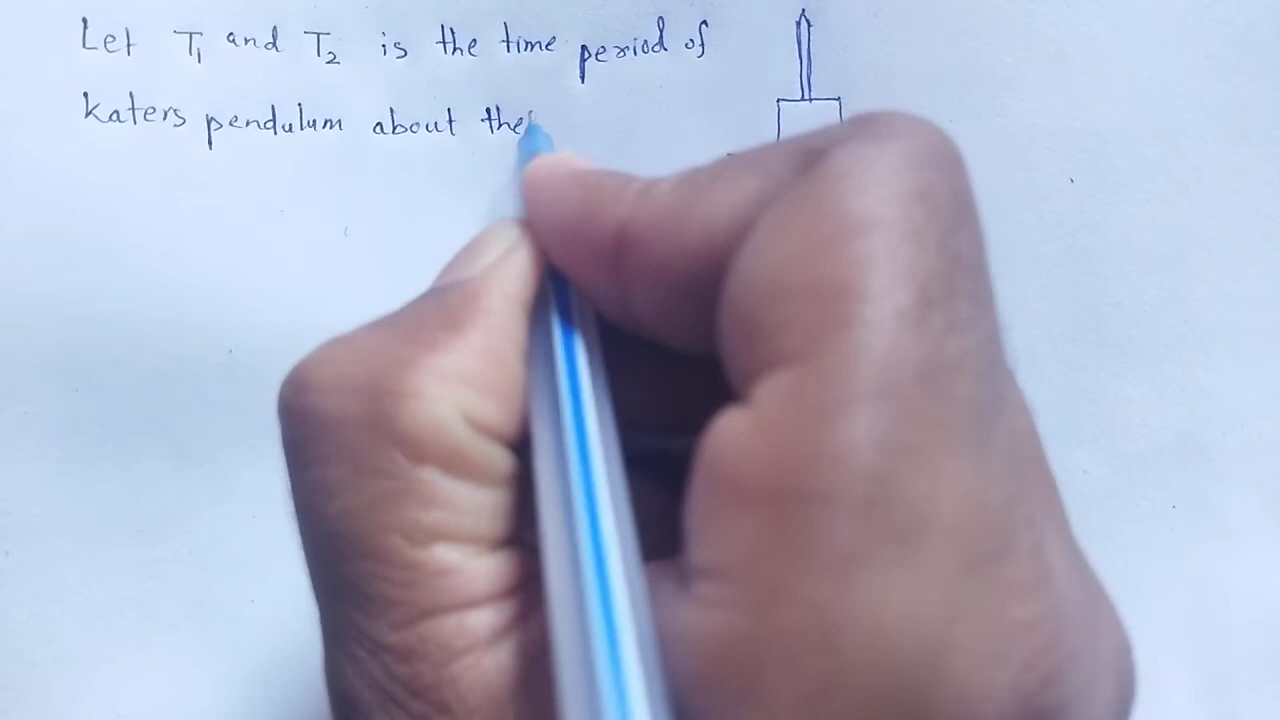 Let T₁ and T₂ is the time period of
Katers pendulum about the